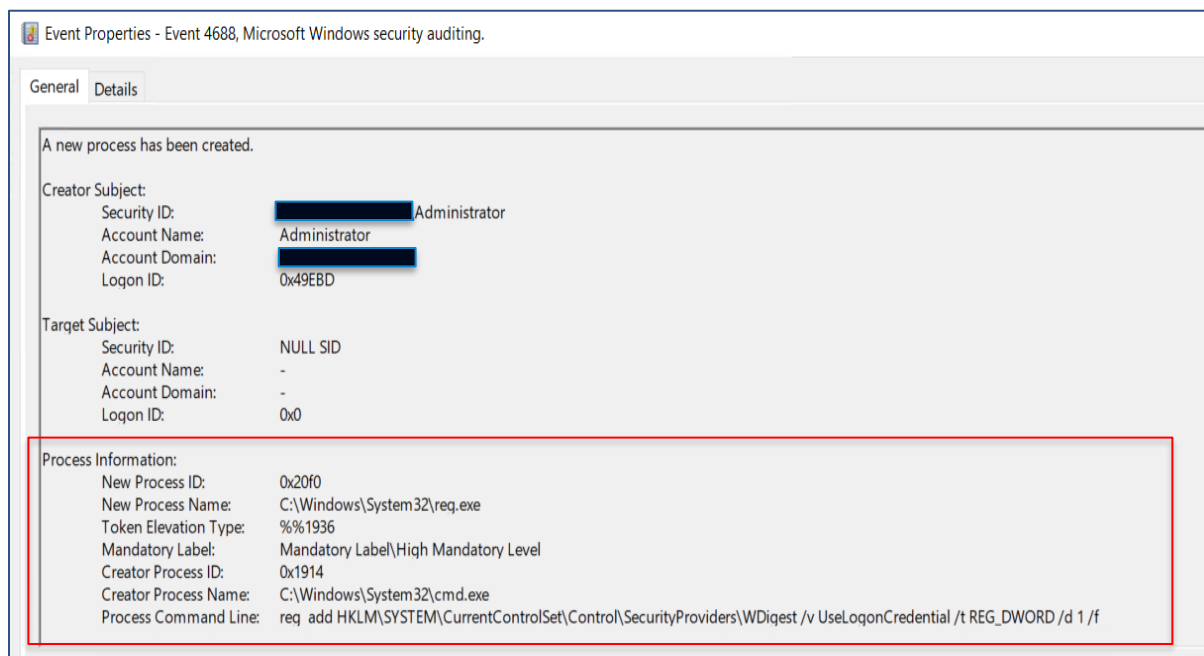 Event Properties - Event 4688, Microsoft Windows security auditing.
General Details
A new process has been created.
Creator Subject:
Security ID: Administrator
Account Name: Administrator
Account Domain:
Logon ID: 0x49EBD
Target Subject:
Security ID: NULL SID
Account Name: -
Account Domain: -
Logon ID: 0x0
Process Information:
New Process ID: 0x20f0
New Process Name: C:\Windows\System32\reg.exe
Token Elevation Type: %%1936
Mandatory Label: Mandatory Label\High Mandatory Level
Creator Process ID: 0x1914
Creator Process Name: C:\Windows\System32\cmd.exe
Process Command Line: reg add HKLM\SYSTEM\CurrentControlSet\Control\SecurityProviders\WDigest /v UseLogonCredential /t REG_DWORD /d 1 /f